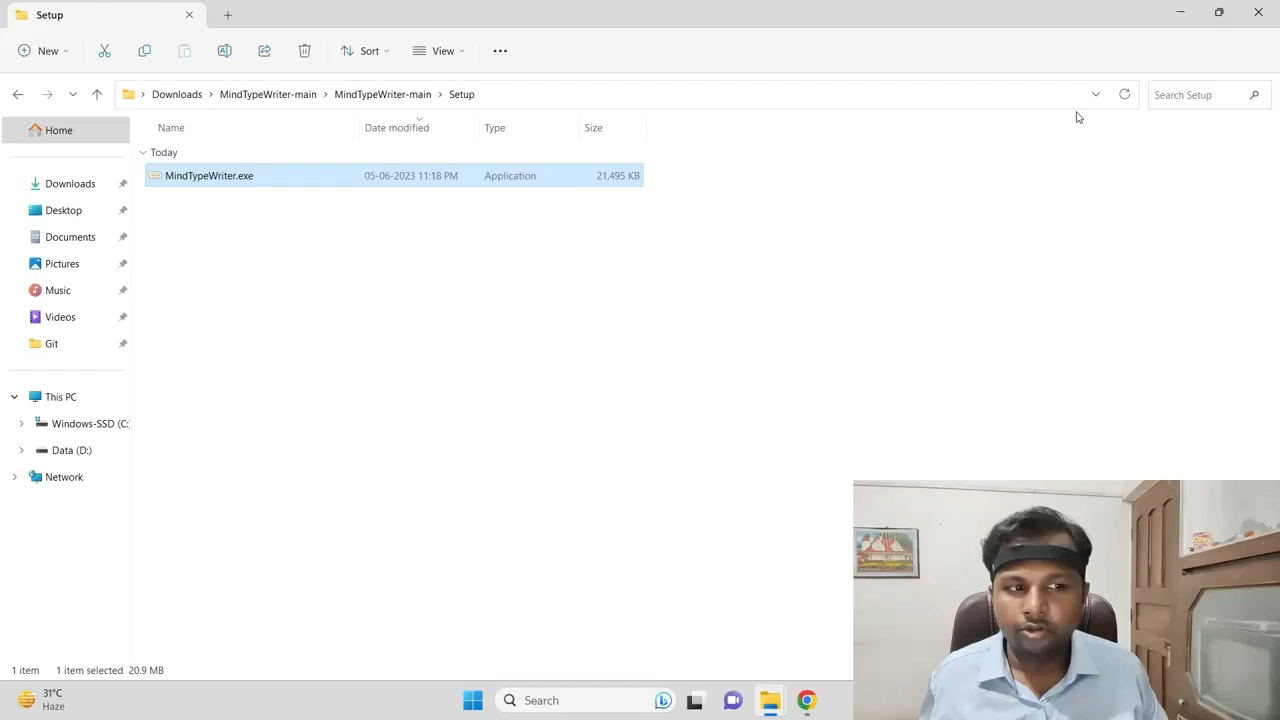 Setup
New
Sort
View
Downloads > MindTypeWriter-main > MindTypeWriter-main > Setup
Search Setup
Home
Name
Date modified
Type
Size
Today
MindTypeWriter.exe
05-06-2023 11:18 PM
Application
21,495 KB
Downloads
Desktop
Documents
Pictures
Music
Videos
Git
This PC
Windows-SSD (C:)
Data (D:)
Network
1 item
1 item selected 20.9 MB
31°C
Haze
Search